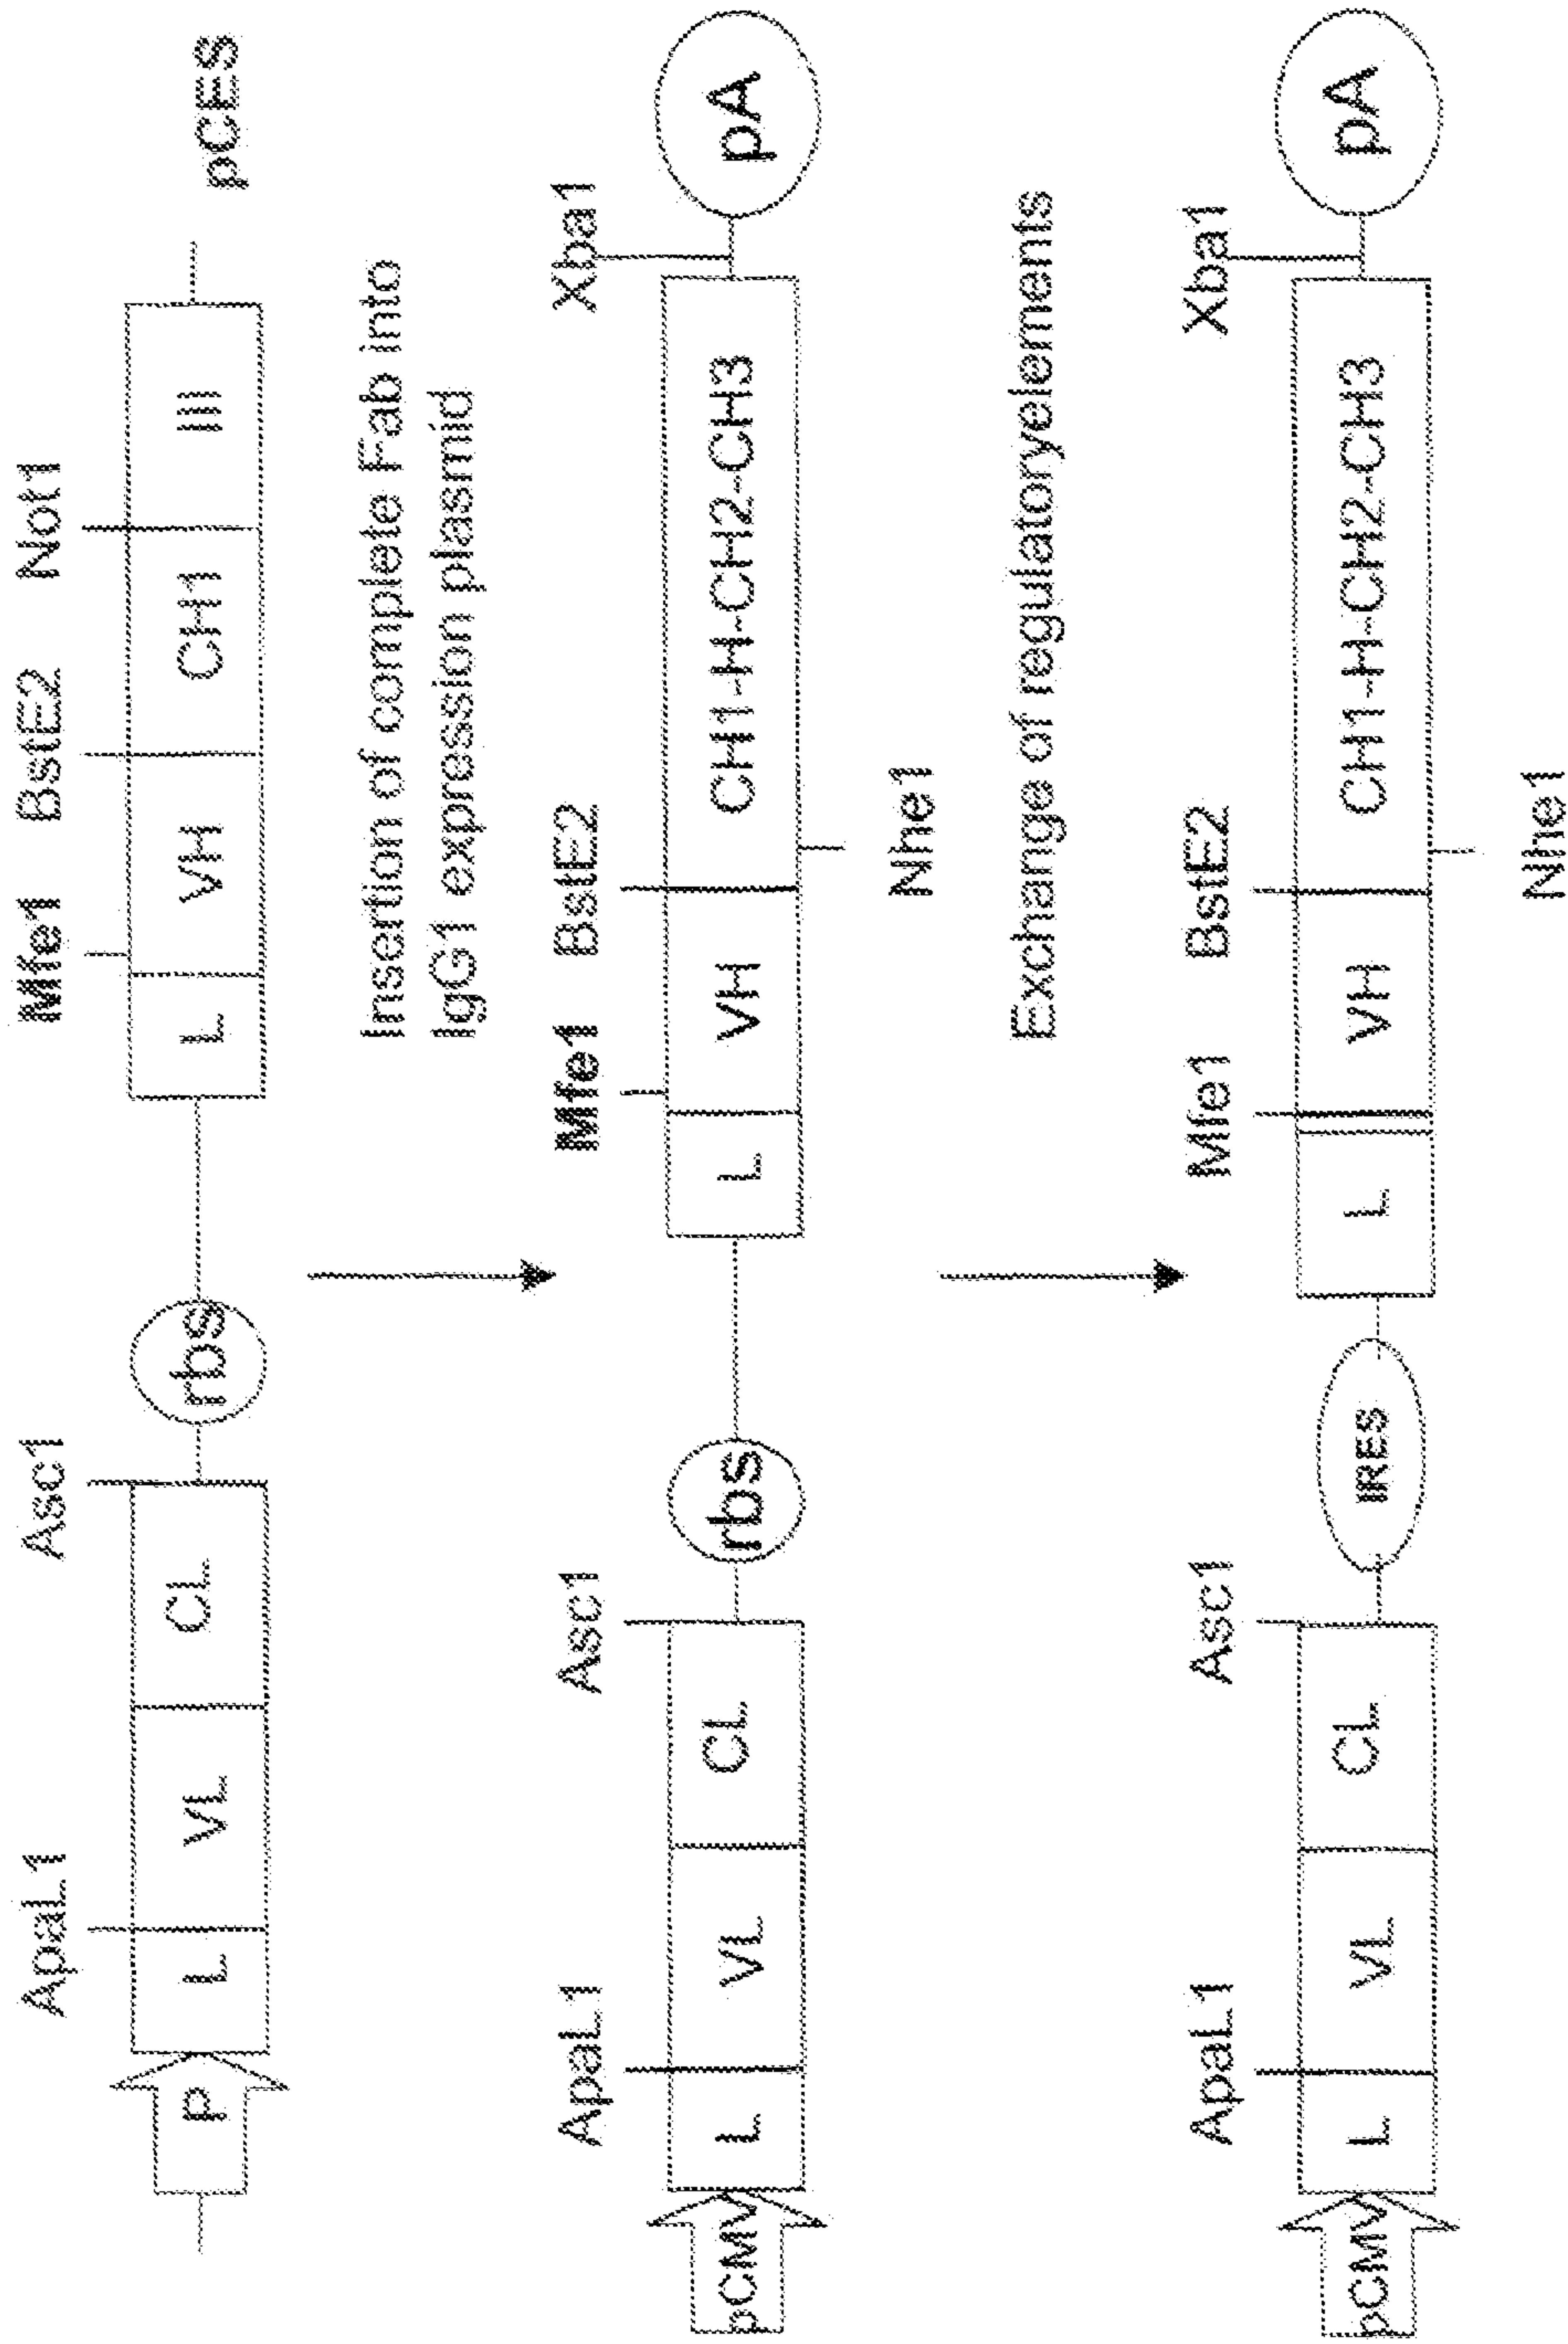 ApaL1 Asc1 Mfe1 BstE2 Not1
P L VL CL rbs L VH CH1 III pCES
Insertion of complete Fab into
IgG1 expression plasmid
ApaL1 Asc1 Mfe1 BstE2 Xba1
pCMV L VL CL rbs L VH CH1-H-CH2-CH3 pA
Nhe1
Exchange of regulatoryelements
ApaL1 Asc1 Mfe1 BstE2 Xba1
pCMV L VL CL IRES L VH CH1-H-CH2-CH3 pA
Nhe1